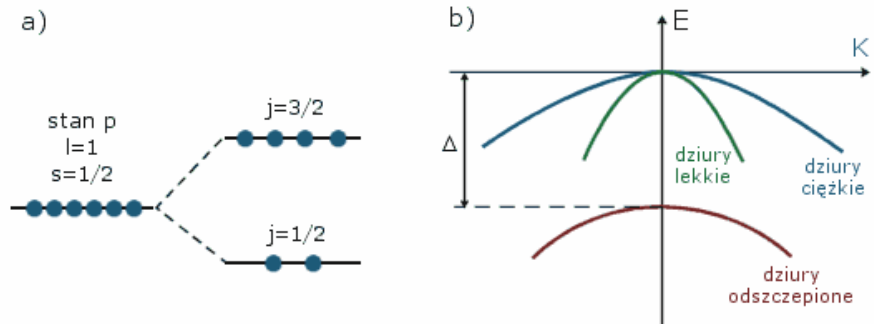 a)
stan p
l=1
s=1/2
j=3/2
j=1/2
b)
E
K
Δ
dziury
lekkie
dziury
ciężkie
dziury
odszczepione